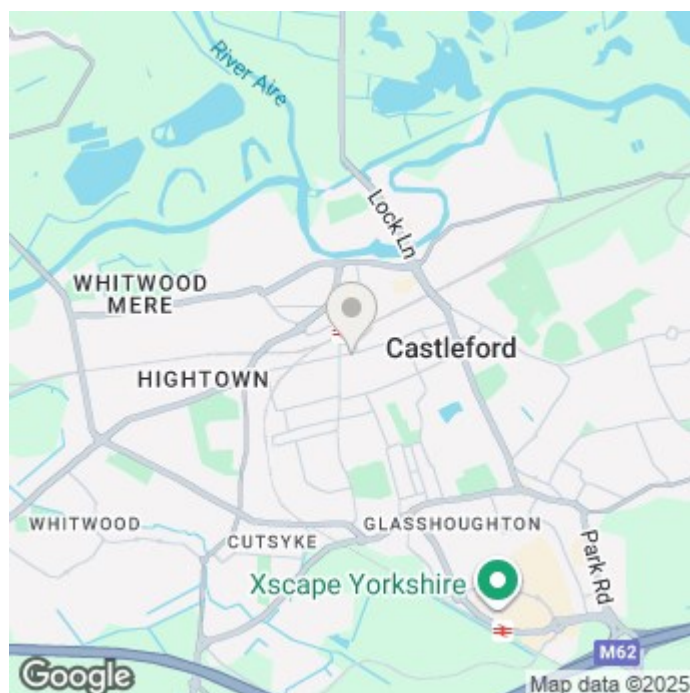 River Aire
Lock Ln
WHITWOOD
MERE
Castleford
HIGHTOWN
WHITWOOD
GLASSHOUGHTON
CUTSYKE
Park Rd
Xscape Yorkshire
M62
Google
Map data ©2025